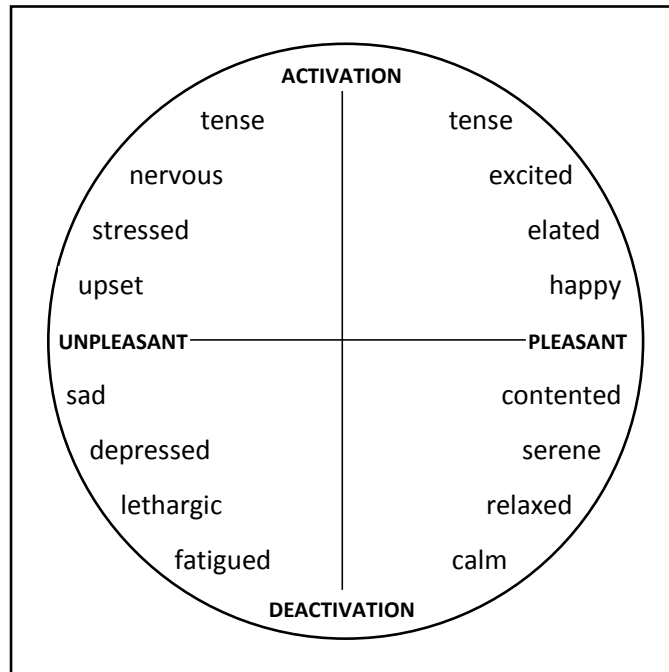 ACTIVATION
tense tense
nervous excited
stressed elated
upset happy
UNPLEASANT PLEASANT
sad contented
depressed serene
lethargic relaxed
fatigued calm
DEACTIVATION